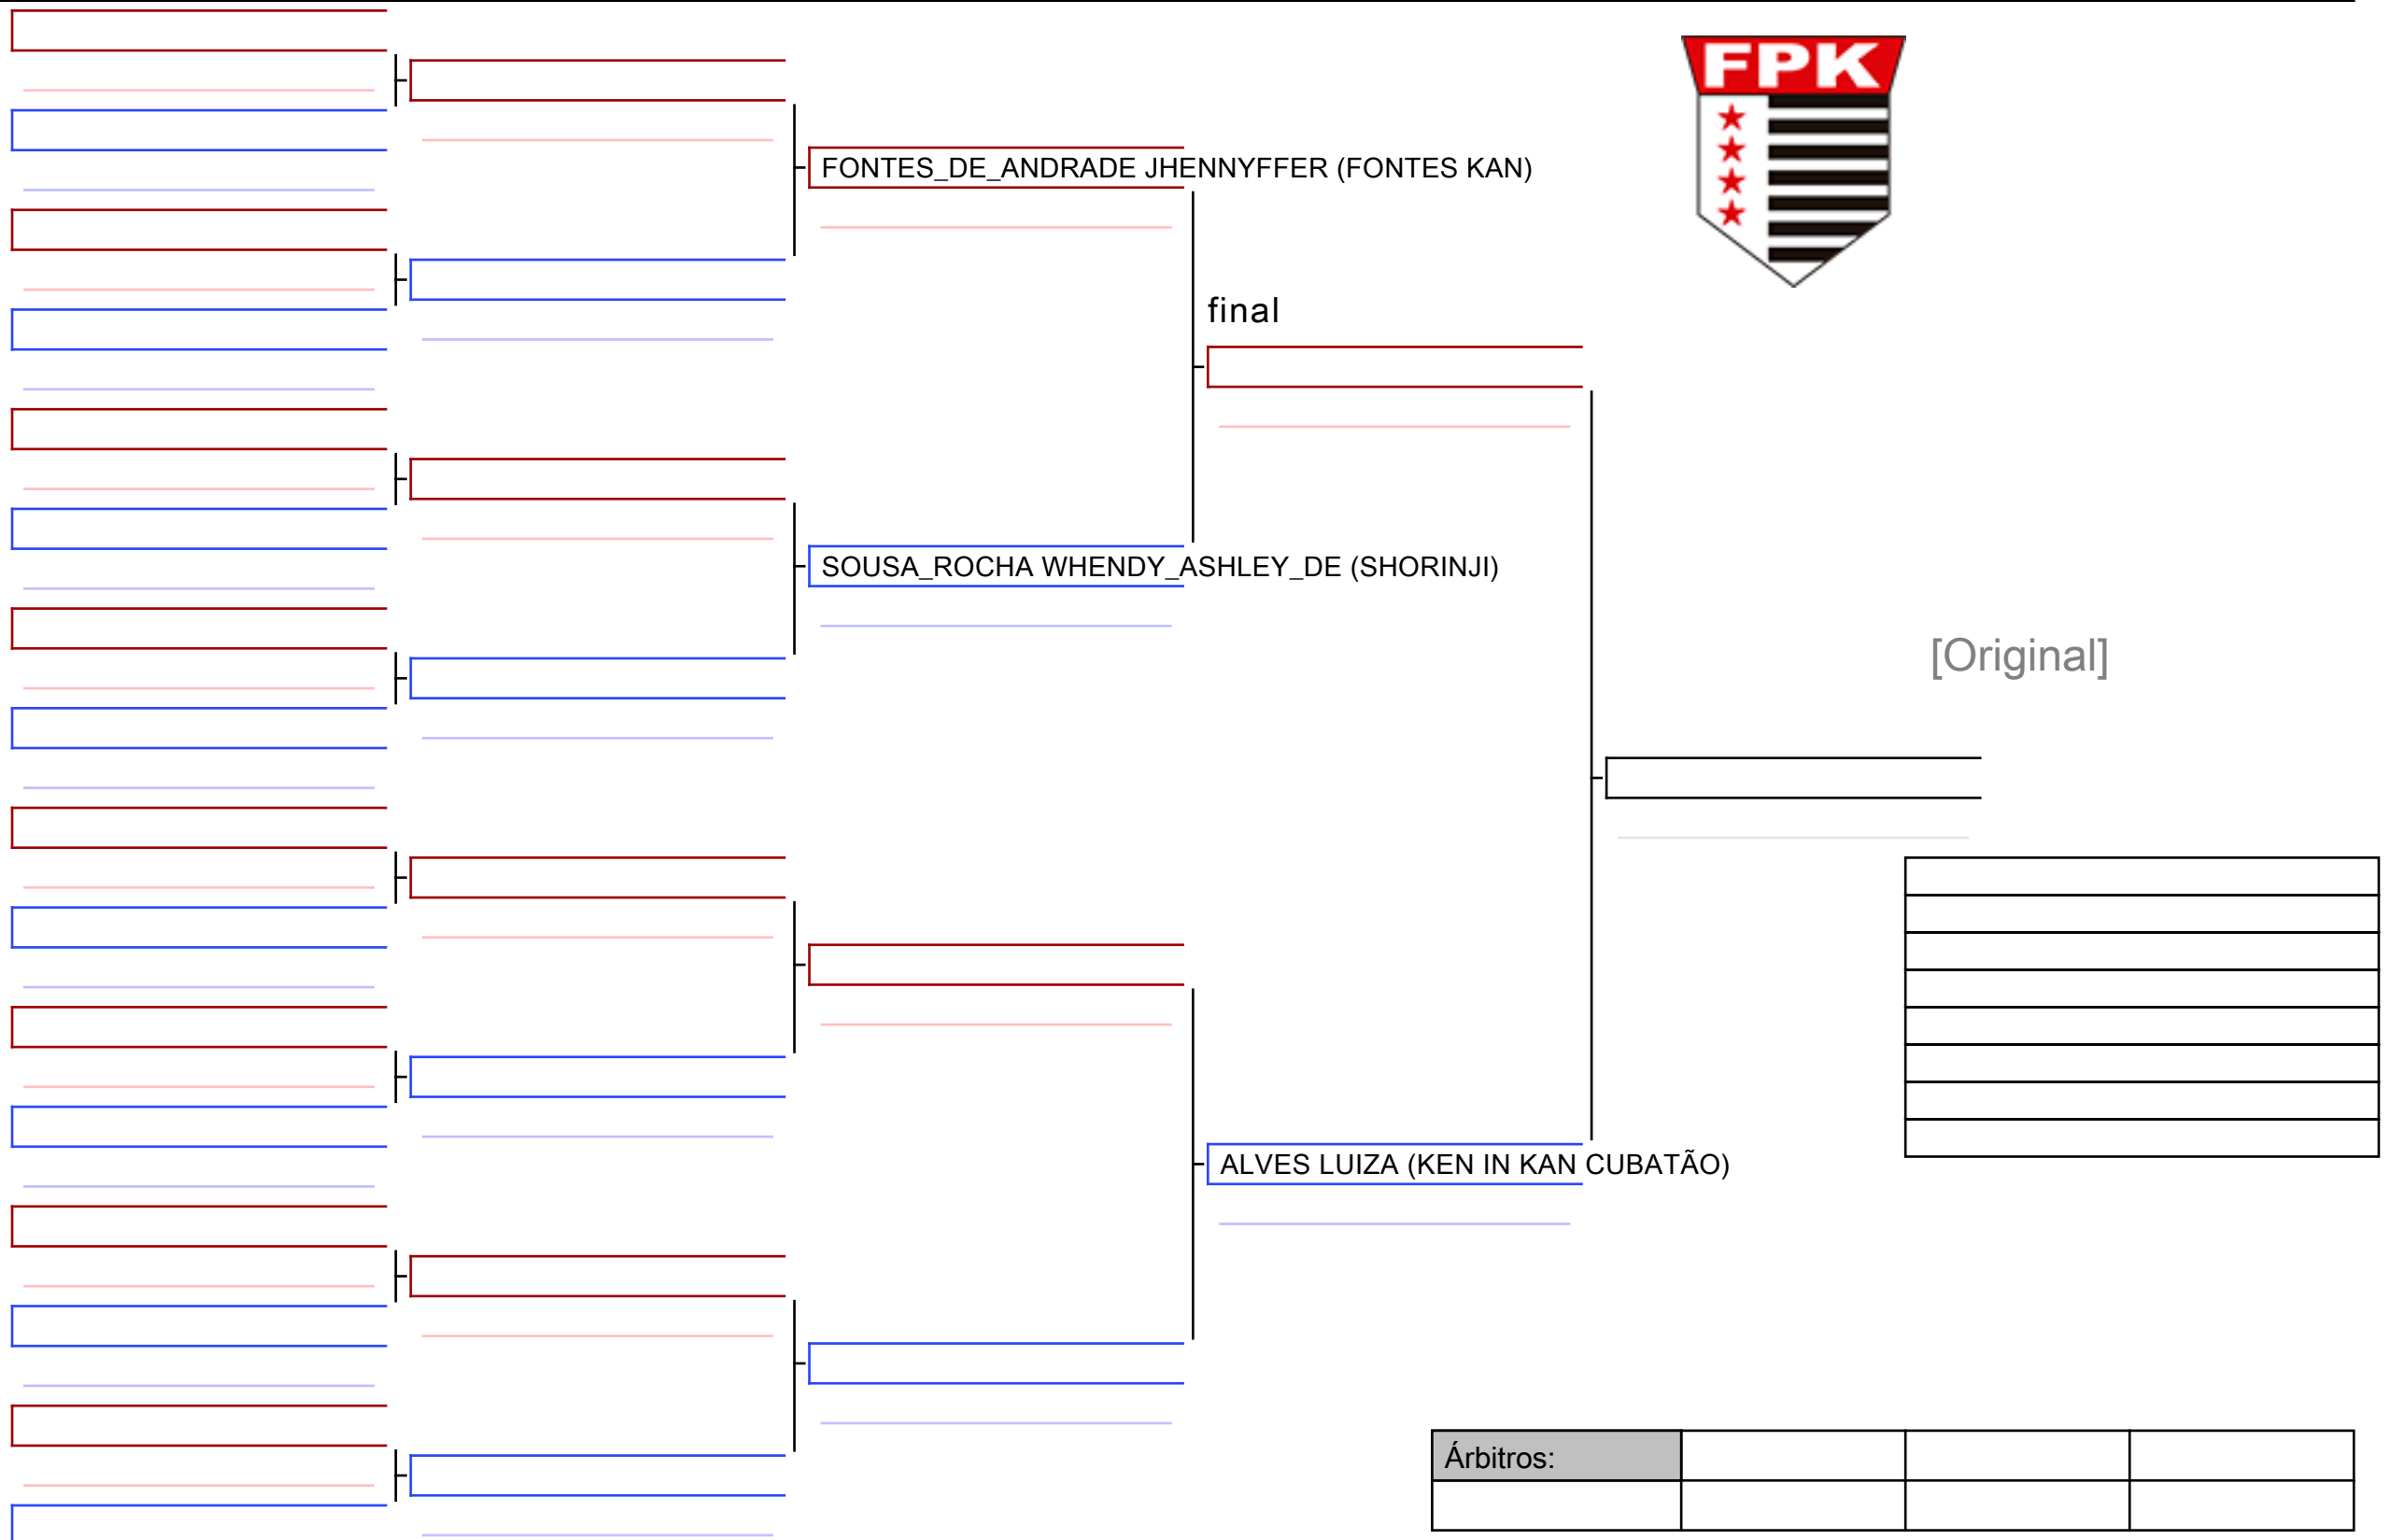 FPK
FONTES_DE_ANDRADE JHENNYFFER (FONTES KAN)
final
SOUSA_ROCHA WHENDY_ASHLEY_DE (SHORINJI)
[Original]
ALVES LUIZA (KEN IN KAN CUBATÃO)
Árbitros: